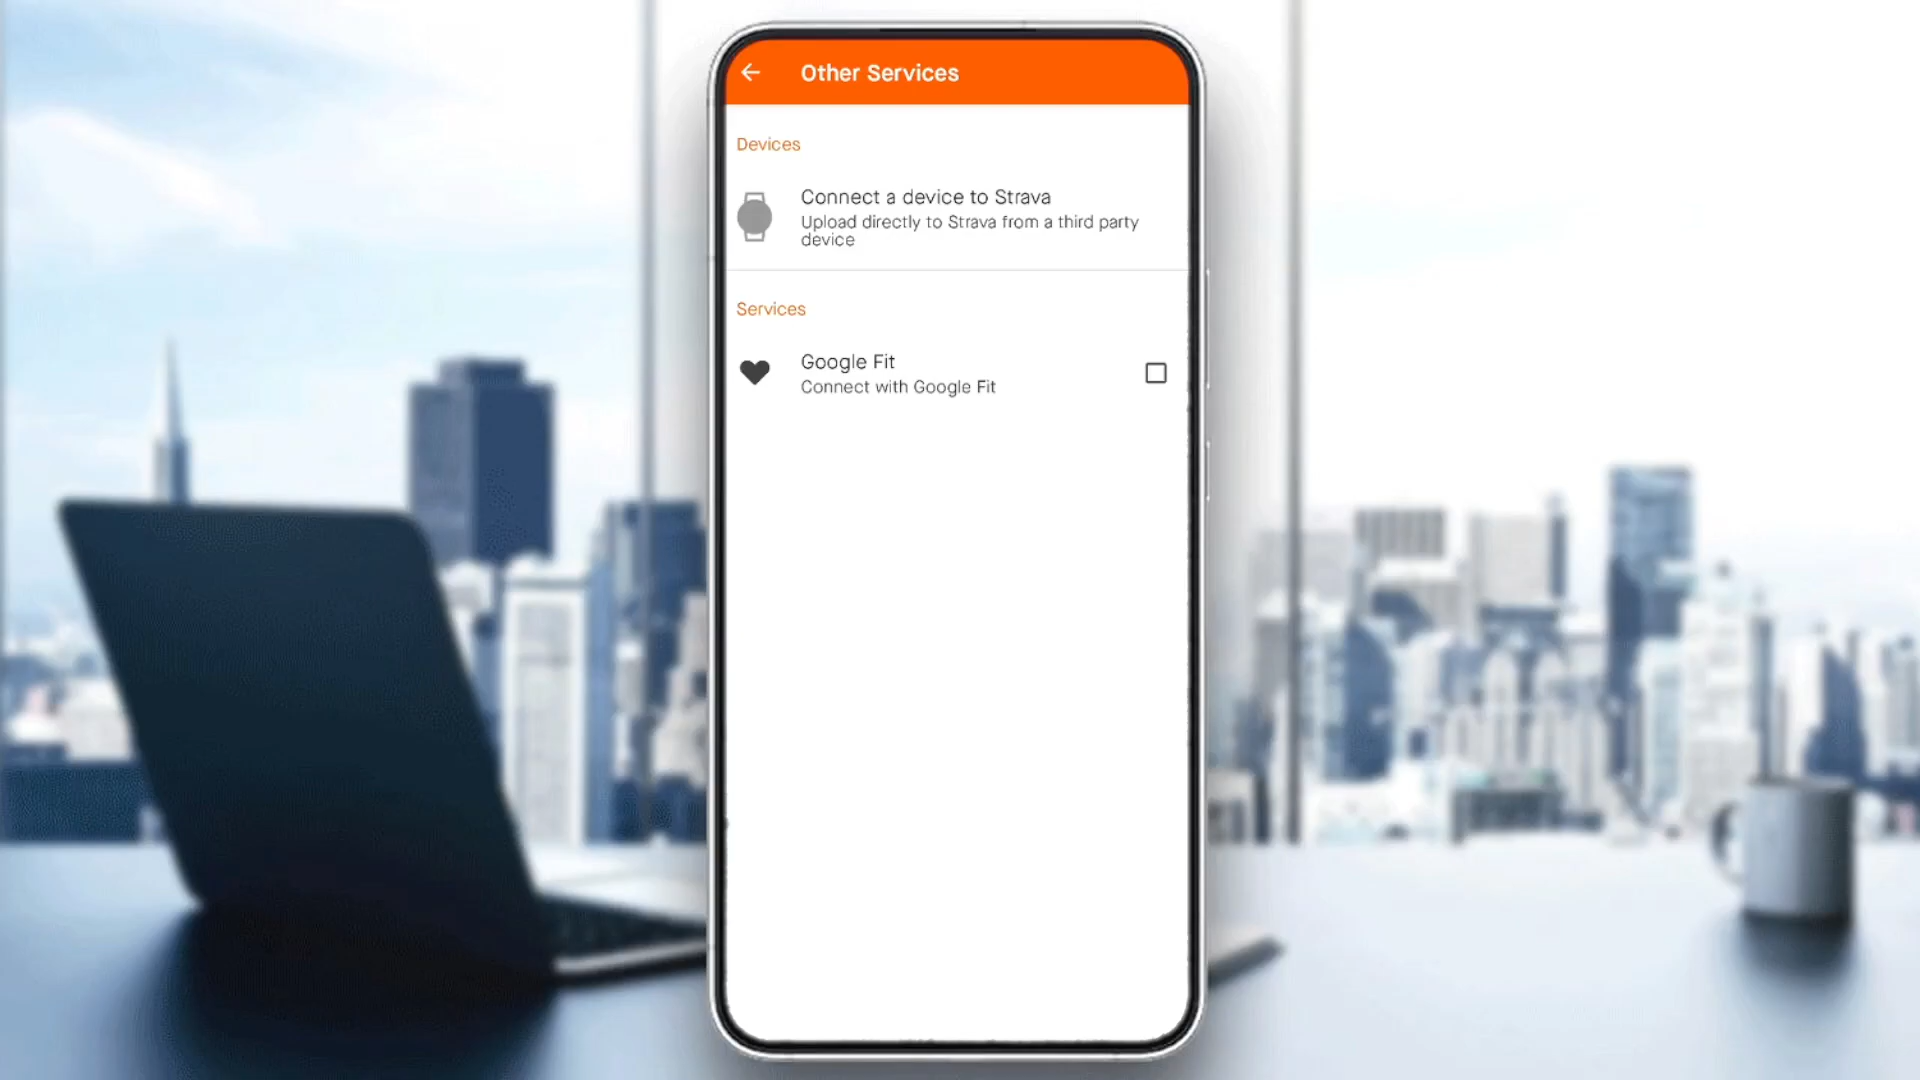 Other Services
Devices
Connect a device to Strava
Upload directly to Strava from a third party
device
Services
Google Fit
Connect with Google Fit